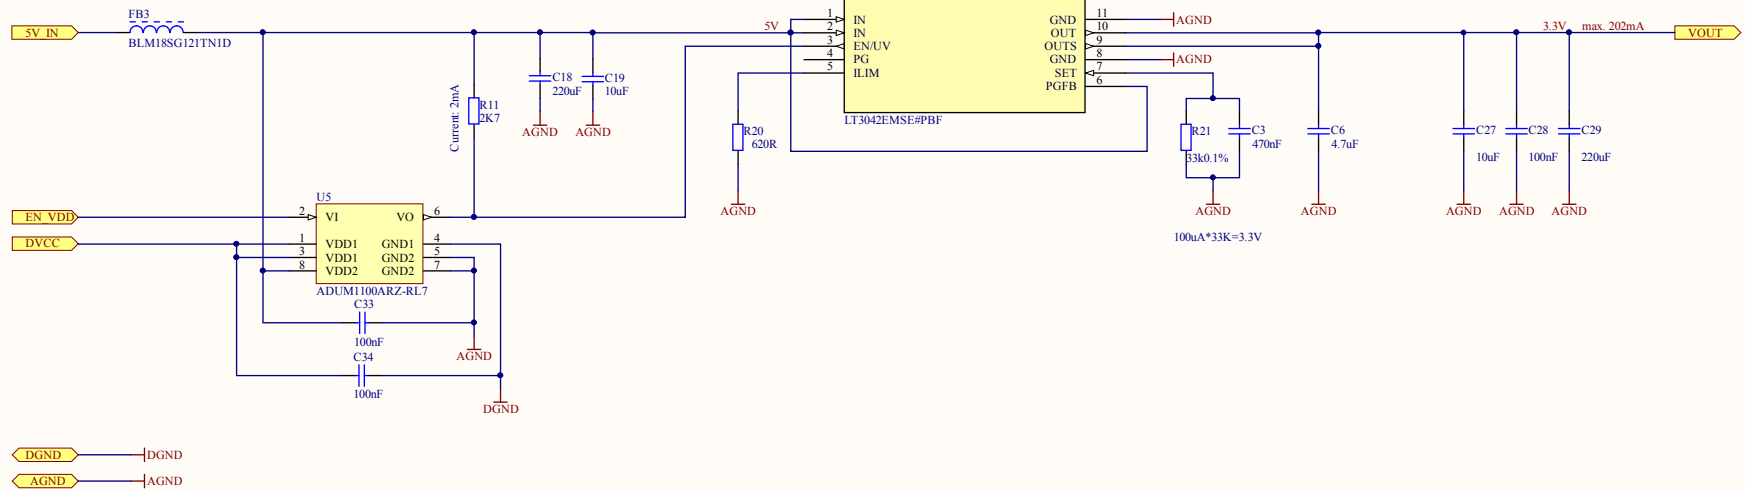 FB3
5V_IN
BLM18SG121TN1D
5V
1 IN
2 IN
3 EN/UV
4 PG
5 ILIM
GND 11
OUT 10
OUTS 9
GND 8
SET 7
PGFB 6
LT3042EMSE#PBF
AGND
AGND
3.3V max. 202mA
VOUT
Current: 2mA
R11
2K7
C18
220uF
AGND
C19
10uF
AGND
R20
620R
AGND
R21
33k0.1%
C3
470nF
AGND
100uA*33K=3.3V
C6
4.7uF
AGND
C27
10uF
AGND
C28
100nF
AGND
C29
220uF
AGND
EN_VDD
DVCC
U5
2 VI
VO 6
1 VDD1
3 VDD1
8 VDD2
GND1 4
GND2 5
GND2 7
ADUM1100ARZ-RL7
C33
100nF
AGND
C34
100nF
DGND
DGND DGND
AGND AGND